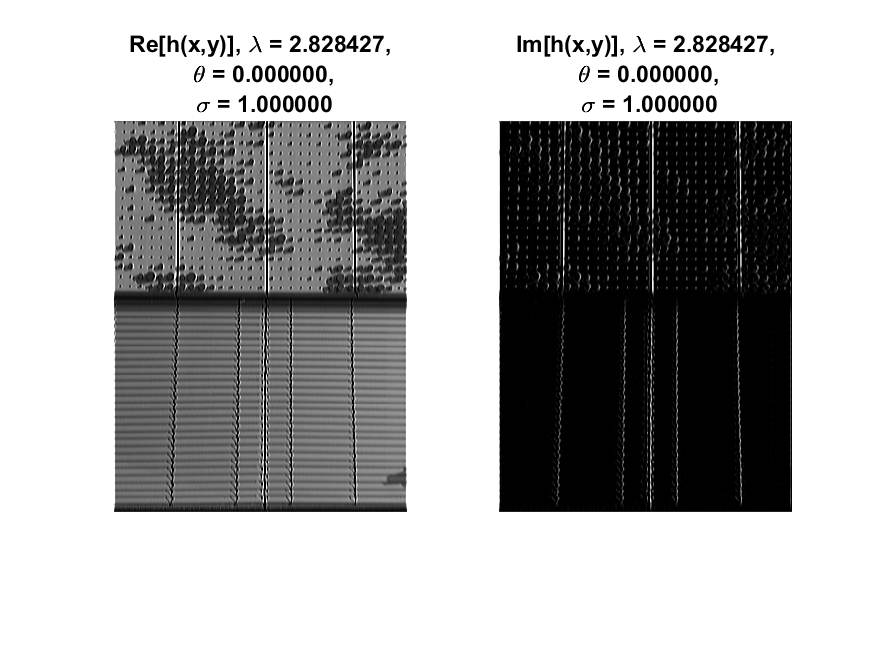 Re[h(x,y)], λ = 2.828427,
θ = 0.000000,
σ = 1.000000
Im[h(x,y)], λ = 2.828427,
θ = 0.000000,
σ = 1.000000